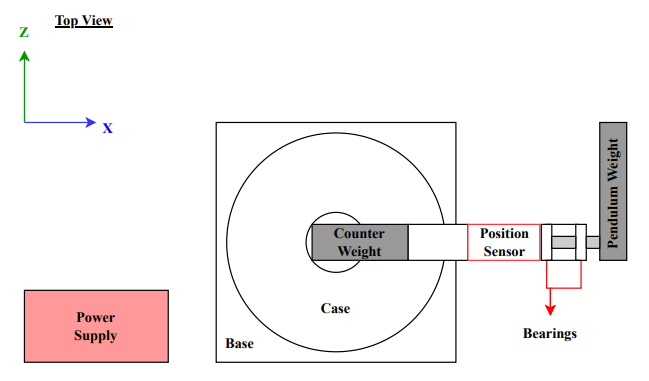 Top View
Z
X
Pendulum Weight
Counter
Weight
Position
Sensor
Case
Power
Supply
Base
Bearings